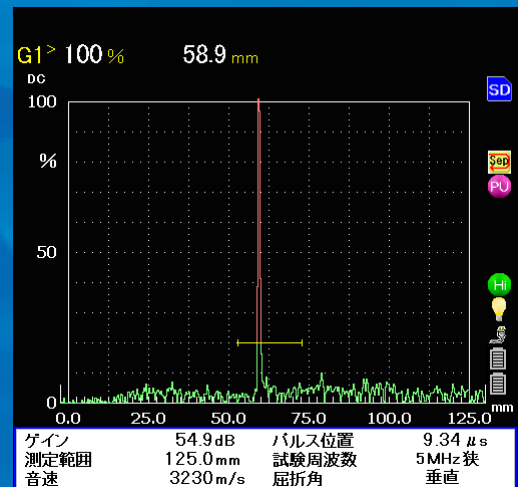 G1> 100 % 58.9 mm
DC
SD
100
%
Sep
PU
50
Hi
0
mm
0.0 25.0 50.0 75.0 100.0 125.0
ゲイン 54.9dB パルス位置 9.34 μs
測定範囲 125.0mm 試験周波数 5MHz狭
音速 3230m/s 屈折角 垂直